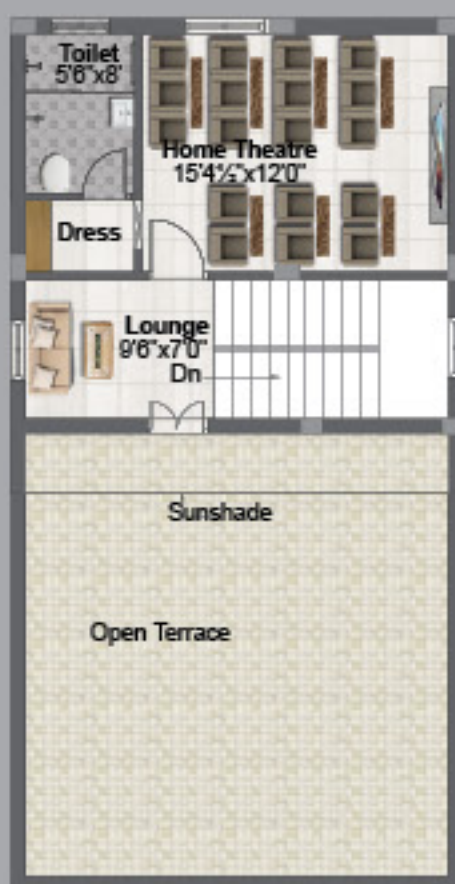 Toilet
5'6"x8'
Home Theatre
15'4½"x12'0"
Dress
Lounge
9'6"x7'0"
Dn
Sunshade
Open Terrace